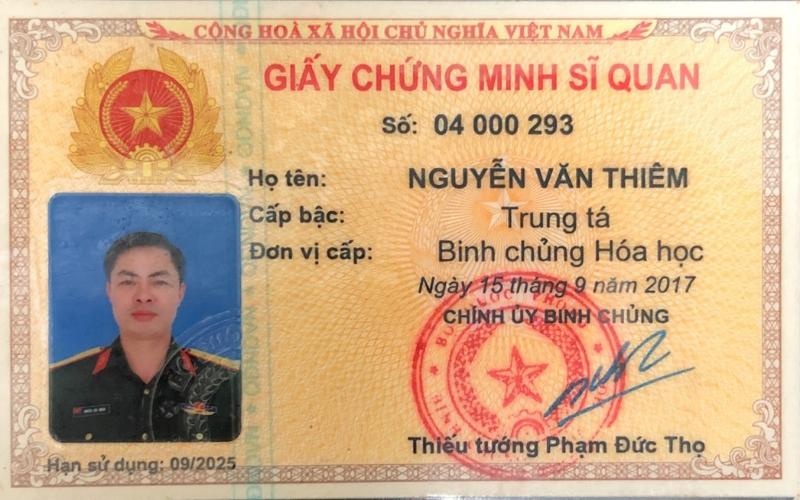 CỘNG HOÀ XÃ HỘI CHỦ NGHĨA VIỆT NAM
GIẤY CHỨNG MINH SĨ QUAN
Số: 04 000 293
Họ tên: NGUYỄN VĂN THIÊM
Cấp bậc: Trung tá
Đơn vị cấp: Binh chủng Hóa học
Ngày 15 tháng 9 năm 2017
CHÍNH ỦY BINH CHỦNG
Thiếu tướng Phạm Đức Thọ
Hạn sử dụng: 09/2025